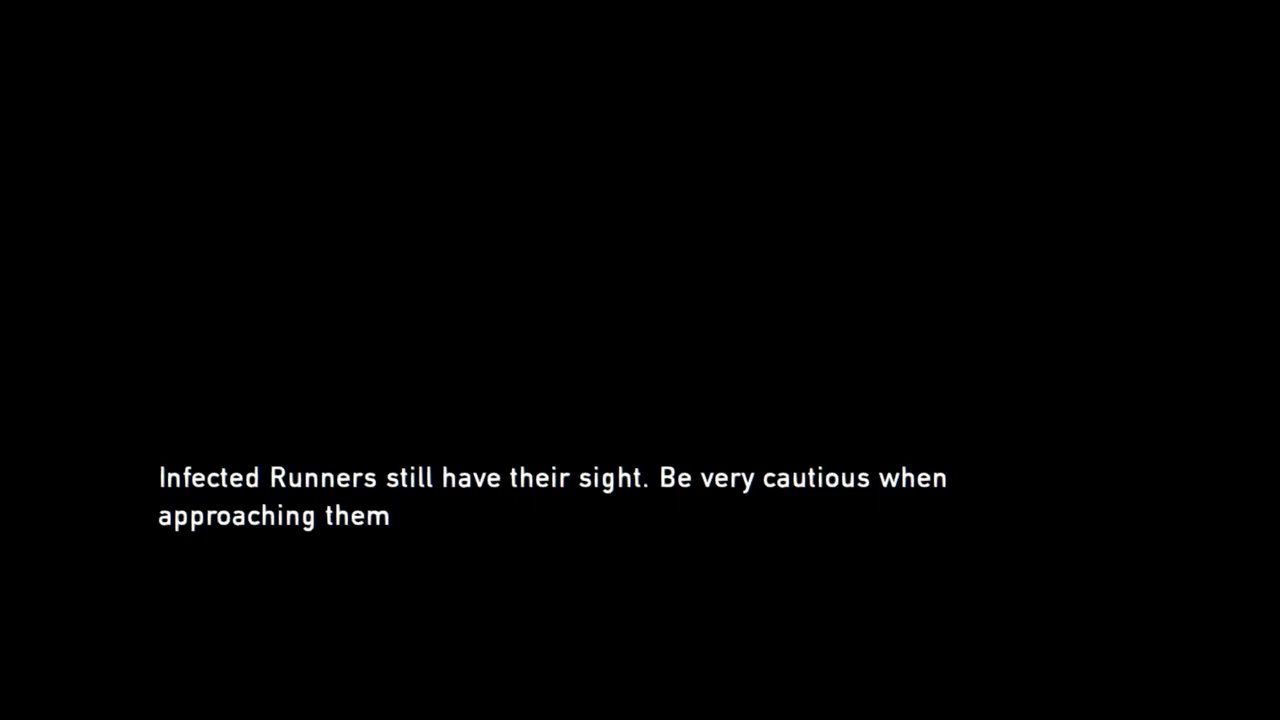 Infected Runners still have their sight. Be very cautious when
approaching them